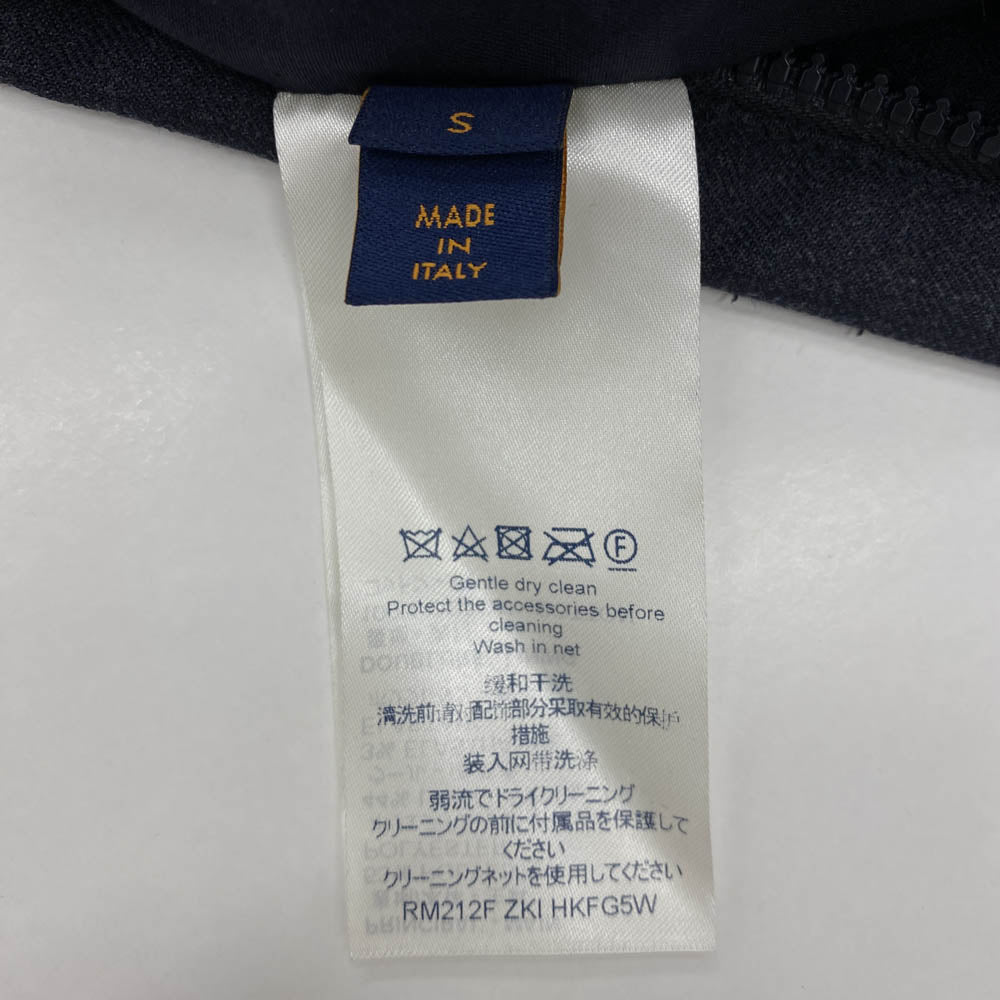 S
MADE
IN
ITALY
F
Gentle dry clean
Protect the accessories before
cleaning
Wash in net
缓和干洗
清洗前请对配饰部分采取有效的保护
措施
装入网带洗涤
弱流でドライクリーニング
クリーニングの前に付属品を保護して
ください
クリーニングネットを使用してください
RM212F ZKI HKFG5W